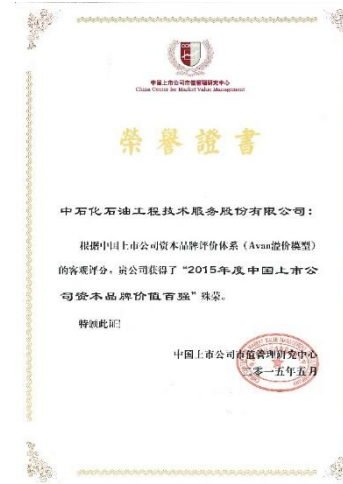 中国上市公司市值管理研究中心
China Center for Market Value Management
榮譽證書
中石化石油工程技术服务股份有限公司：
根据中国上市公司资本品牌评价体系（Avan溢价模型）
的客观评分，贵公司获得了“2015年度中国上市公
司资本品牌价值百强”殊荣。
特颁此证！
中国上市公司市值管理研究中心
二零一五年五月